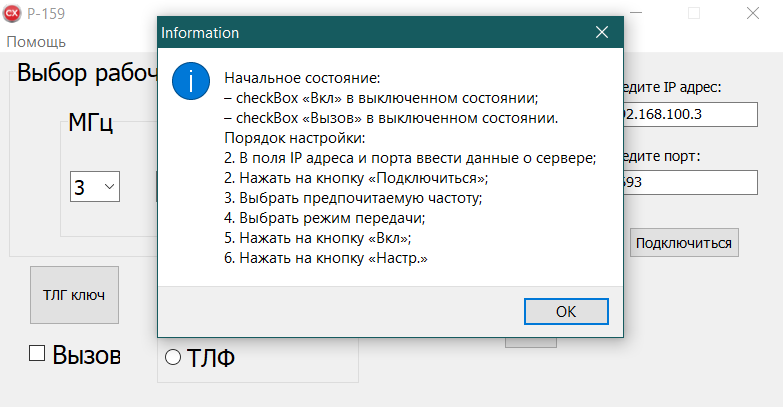 Р-159
Помощь
Information
Выбор рабоч
МГц
3
ТЛГ ключ
Вызов
ТЛФ
Начальное состояние:
– checkBox «Вкл» в выключенном состоянии;
– checkBox «Вызов» в выключенном состоянии.
Порядок настройки:
2. В поля IP адреса и порта ввести данные о сервере;
2. Нажать на кнопку «Подключиться»;
3. Выбрать предпочитаемую частоту;
4. Выбрать режим передачи;
5. Нажать на кнопку «Вкл»;
6. Нажать на кнопку «Настр.»
OK
едите IP адрес:
92.168.100.3
едите порт:
593
Подключиться